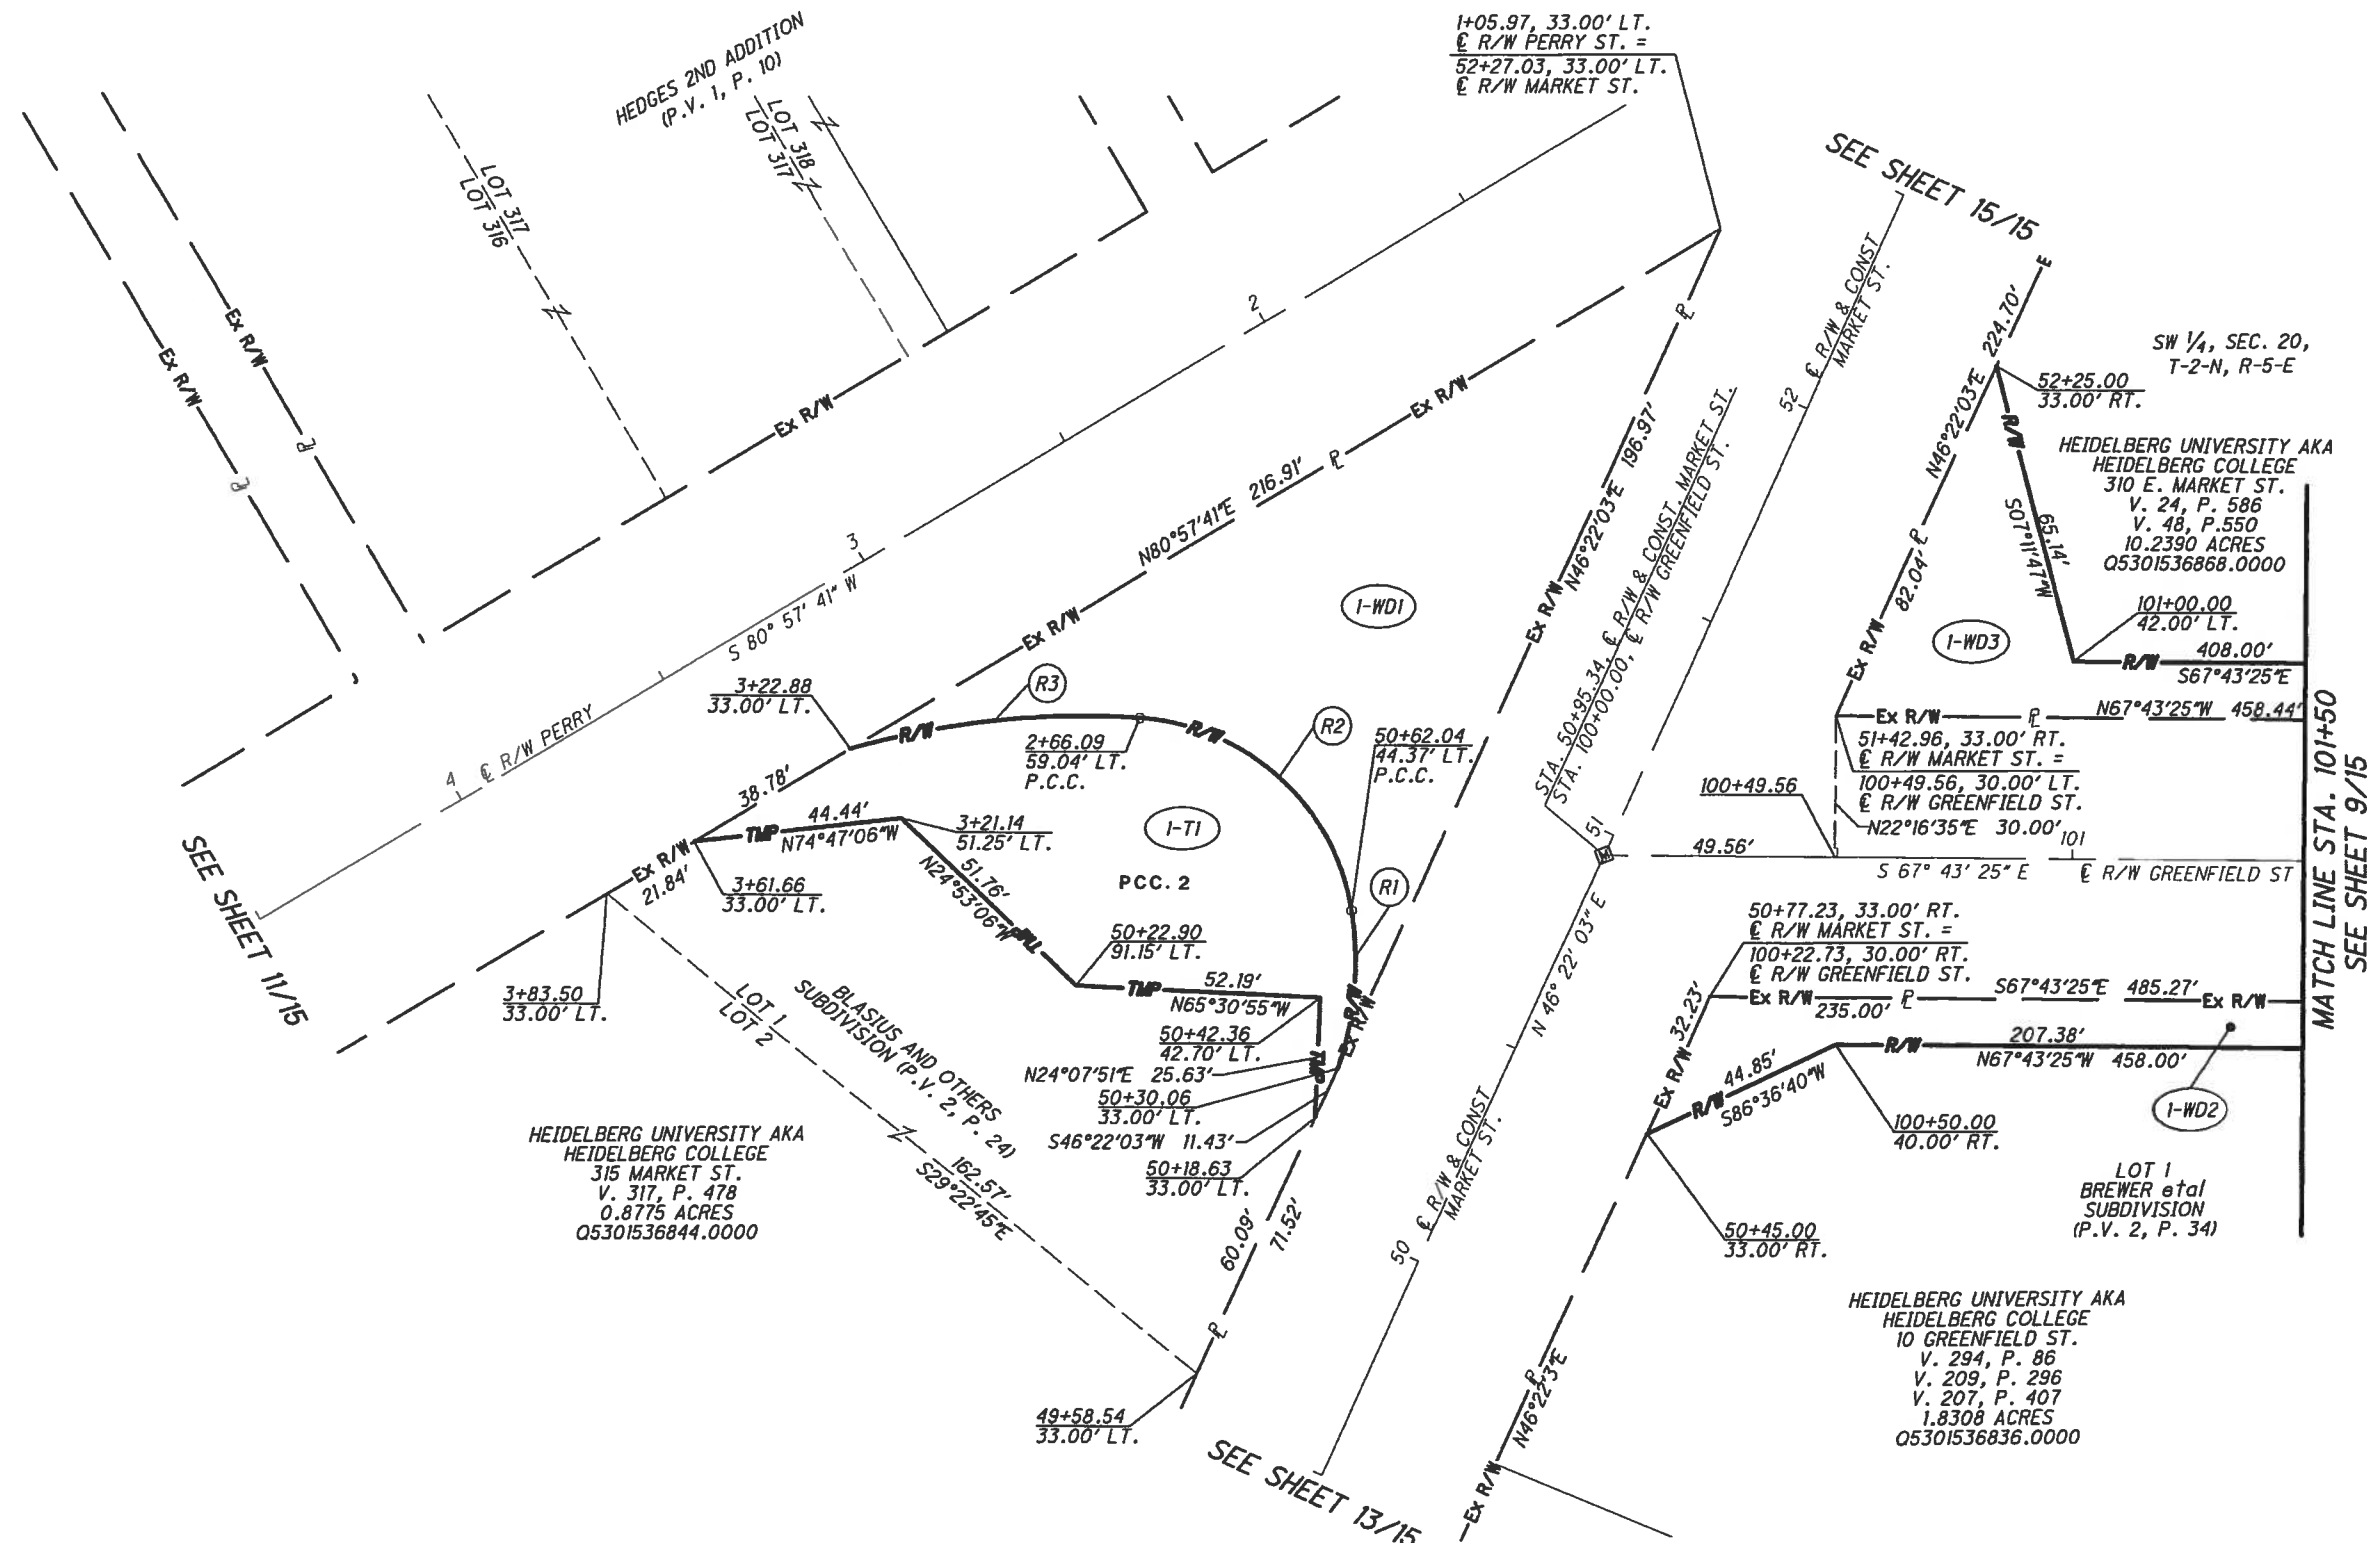 HEDGES 2ND ADDITION
(P.V. 1, P. 10)
LOT 318
LOT 317
LOT 317
LOT 316
1+05.97, 33.00' LT.
℄ R/W PERRY ST. =
52+27.03, 33.00' LT.
℄ R/W MARKET ST.
SEE SHEET 15/15
E
Ex R/W
Ex R/W
Ex R/W
Ex R/W
Ex R/W
Ex R/W
2
3
4
S 80° 57' 41" W
℄ R/W PERRY
N80°57'41"E 216.91' ℄
N46°22'03"E 196.97'
STA. 50+95.34, ℄ R/W & CONST. MARKET ST.
STA. 100+00.00, ℄ R/W GREENFIELD ST.
52
℄ R/W & CONST
MARKET ST.
224.70'
N46°22'03"E
82.04'
Ex R/W
SW 1/4, SEC. 20,
T-2-N, R-5-E
52+25.00
33.00' RT.
R/W
65.14'
S07°11'47"W
HEIDELBERG UNIVERSITY AKA
HEIDELBERG COLLEGE
310 E. MARKET ST.
V. 24, P. 586
V. 48, P.550
10.2390 ACRES
Q5301536868.0000
101+00.00
42.00' LT.
R/W
408.00'
S67°43'25"E
1-WD3
1-WD1
Ex R/W
N67°43'25"W 458.44'
51+42.96, 33.00' RT.
℄ R/W MARKET ST. =
100+49.56, 30.00' LT.
℄ R/W GREENFIELD ST.
N22°16'35"E 30.00'
100+49.56
49.56'
51
101
S 67° 43' 25" E
℄ R/W GREENFIELD ST
MATCH LINE STA. 101+50
SEE SHEET 9/15
R3
R2
R1
3+22.88
33.00' LT.
R/W
R/W
2+66.09
59.04' LT.
P.C.C.
50+62.04
44.37' LT.
P.C.C.
38.78'
44.44'
TMP
N74°47'06"W
3+21.14
51.25' LT.
1-T1
PCC. 2
Ex R/W
21.84'
3+61.66
33.00' LT.
51.76'
N24°53'06"W
TMP
50+22.90
91.15' LT.
52.19'
TMP
N65°30'55"W
50+42.36
42.70' LT.
N24°07'51"E 25.63'
TMP
R/W
Ex R/W
50+30.06
33.00' LT.
S46°22'03"W 11.43'
50+18.63
33.00' LT.
3+83.50
33.00' LT.
SEE SHEET 11/15
LOT 1
LOT 2
BLASIUS AND OTHERS
SUBDIVISION (P.V. 2, P. 24)
162.57'
S29°22'45"E
HEIDELBERG UNIVERSITY AKA
HEIDELBERG COLLEGE
315 MARKET ST.
V. 317, P. 478
0.8775 ACRES
Q5301536844.0000
60.09'
71.52'
49+58.54
33.00' LT.
N 46° 22' 03" E
50
℄ R/W & CONST
MARKET ST.
50+77.23, 33.00' RT.
℄ R/W MARKET ST. =
100+22.73, 30.00' RT.
℄ R/W GREENFIELD ST.
Ex R/W
235.00'
S67°43'25"E 485.27'
Ex R/W
32.23'
Ex R/W
44.85'
R/W
S86°36'40"W
R/W
207.38'
N67°43'25"W 458.00'
1-WD2
100+50.00
40.00' RT.
50+45.00
33.00' RT.
LOT 1
BREWER etal
SUBDIVISION
(P.V. 2, P. 34)
HEIDELBERG UNIVERSITY AKA
HEIDELBERG COLLEGE
10 GREENFIELD ST.
V. 294, P. 86
V. 209, P. 296
V. 207, P. 407
1.8308 ACRES
Q5301536836.0000
N46°22'3"E
Ex R/W
SEE SHEET 13/15